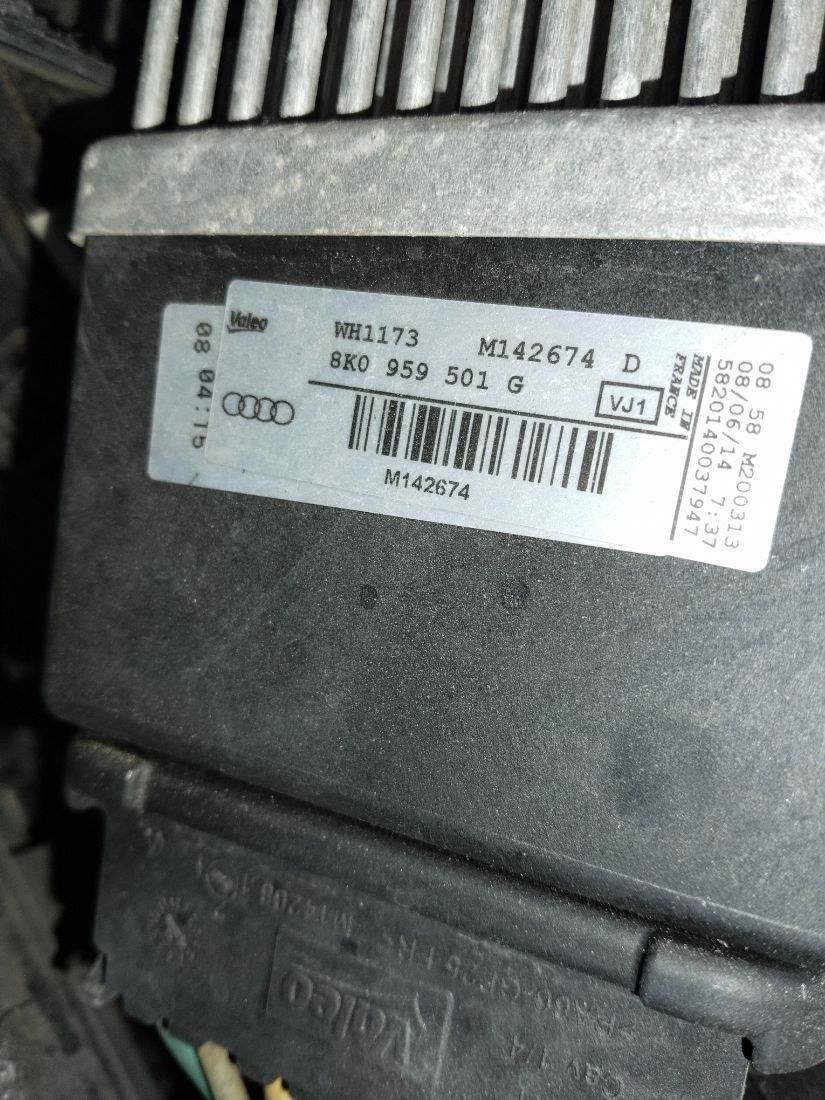 Valeo
WH1173 M142674 D
8K0 959 501 G
VJ1
MADE IN
FRANCE
M142674
08 04:15
08.58 M200313
08/06/14 7:37
5820140037947
Valeo